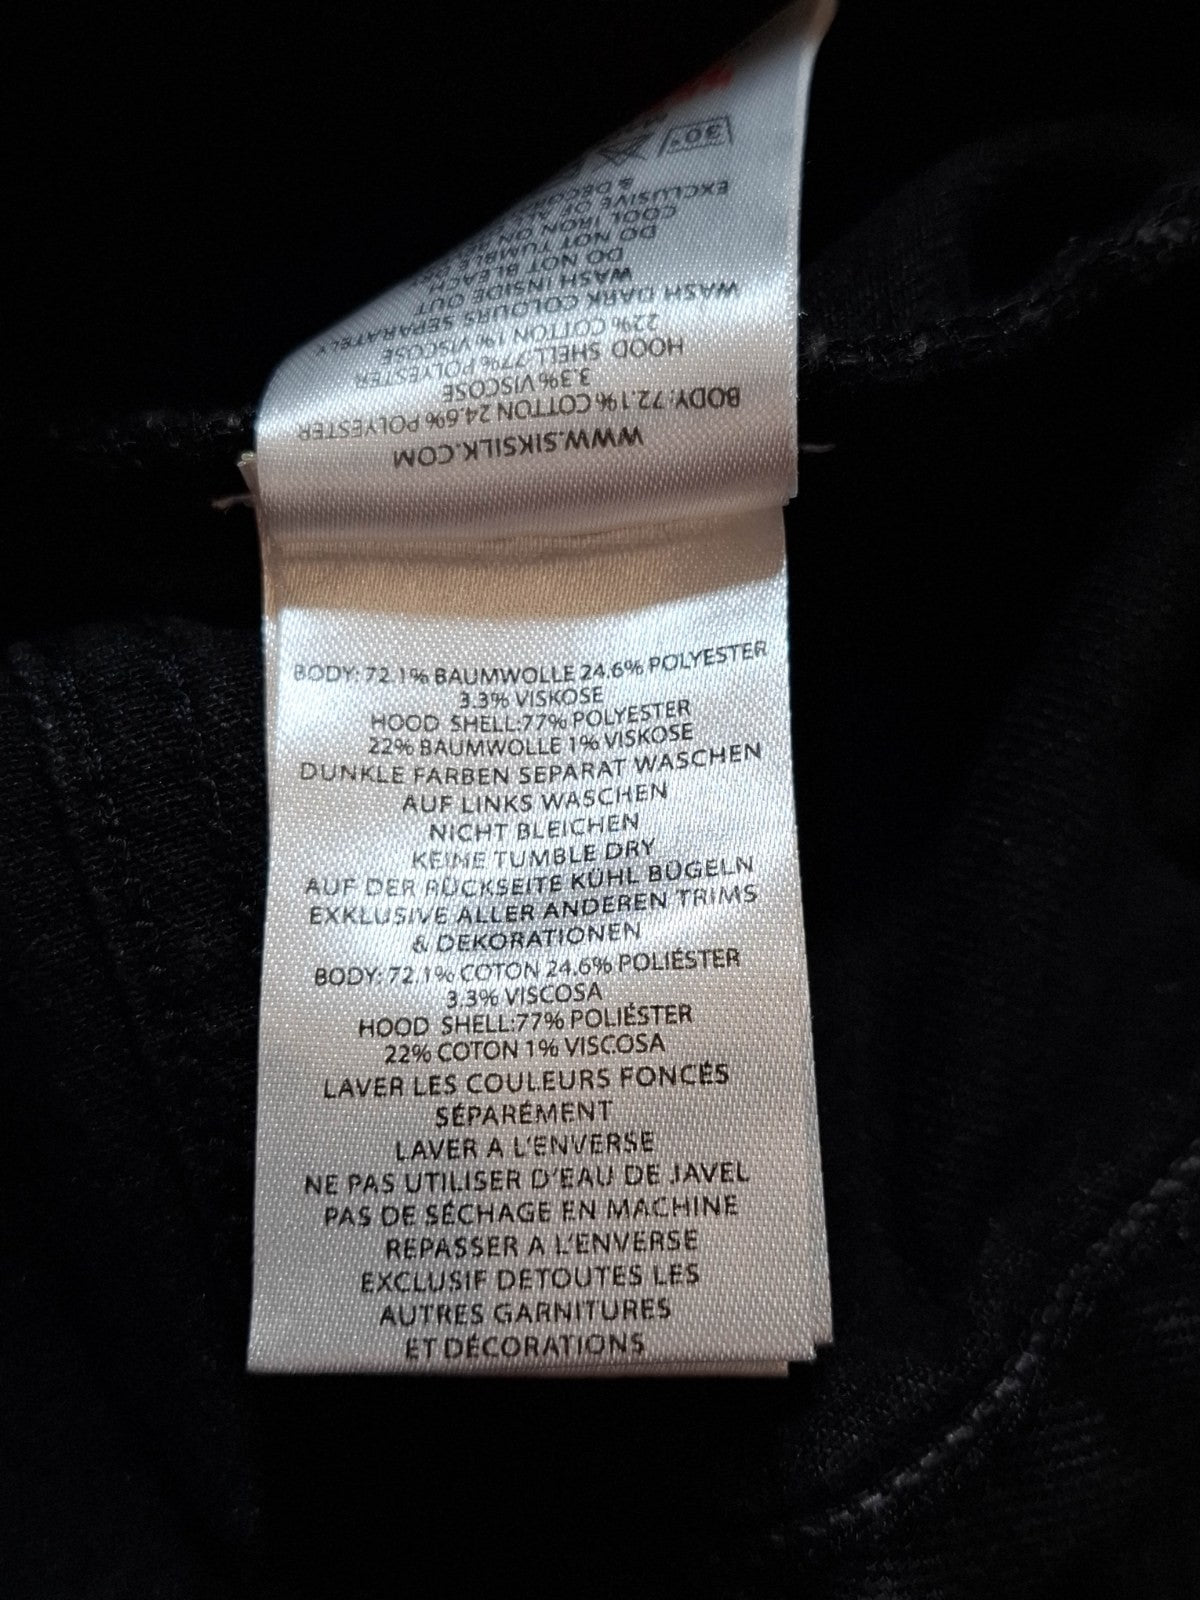 WWW.SIKSILK.COM
BODY: 72.1% COTTON 24.6% POLYESTER
3.3% VISCOSE
HOOD SHELL:77% POLYESTER
22% COTTON 1% VISCOSE
WASH DARK COLOURS SEPARATELY
WASH INSIDE OUT
DO NOT BLEACH
DO NOT TUMBLE
COOL IRON ON
EXCLUSIVE OF
&
30°
BODY: 72.1% BAUMWOLLE 24.6% POLYESTER
3.3% VISKOSE
HOOD SHELL:77% POLYESTER
22% BAUMWOLLE 1% VISKOSE
DUNKLE FARBEN SEPARAT WASCHEN
AUF LINKS WASCHEN
NICHT BLEICHEN
KEINE TUMBLE DRY
AUF DER RÜCKSEITE KÜHL BÜGELN
EXKLUSIVE ALLER ANDEREN TRIMS
& DEKORATIONEN
BODY: 72.1% COTON 24.6% POLIÉSTER
3.3% VISCOSA
HOOD SHELL:77% POLIÉSTER
22% COTON 1% VISCOSA
LAVER LES COULEURS FONCÉS
SÉPARÉMENT
LAVER A L'ENVERSE
NE PAS UTILISER D'EAU DE JAVEL
PAS DE SÉCHAGE EN MACHINE
REPASSER A L'ENVERSE
EXCLUSIF DETOUTES LES
AUTRES GARNITURES
ET DÉCORATIONS